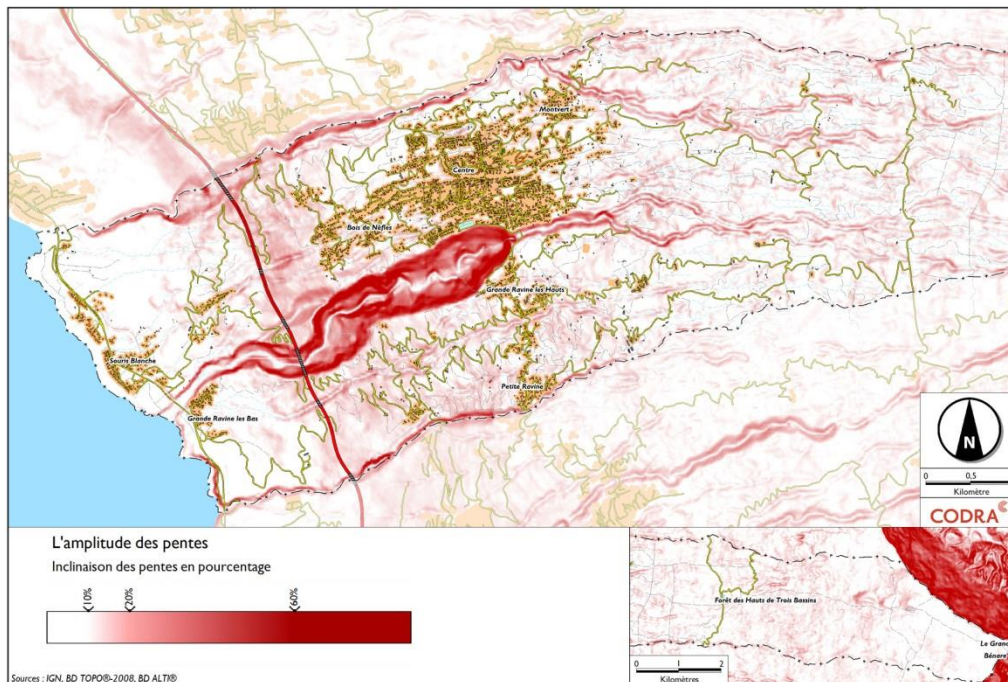 Montvert
Centre
Bois de Nèfles
Grande Ravine les Hauts
Souris Blanche
Petite Ravine
Grande Ravine les Bas
N
0 0,5
Kilomètre
CODRA
L'amplitude des pentes
Inclinaison des pentes en pourcentage
10%
20%
60%
Forêt des Hauts de Trois Bassins
Le Grand
Bénare
0 1 2
Kilomètres
Sources : IGN, BD TOPO®-2008, BD ALTI®